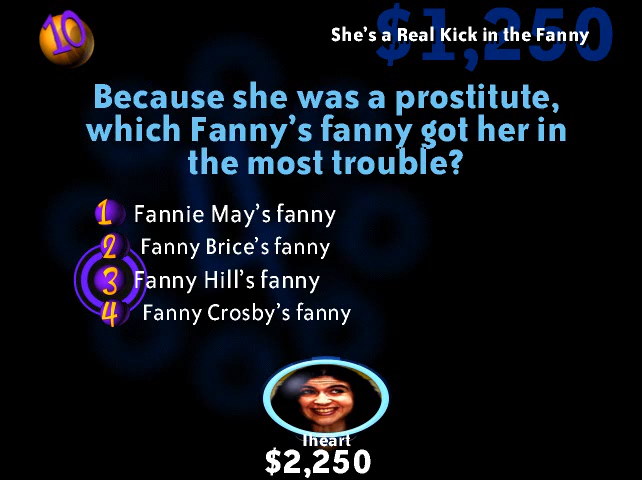 10
$1,250
She's a Real Kick in the Fanny
Because she was a prostitute,
which Fanny's fanny got her in
the most trouble?
1 Fannie May's fanny
2 Fanny Brice's fanny
3 Fanny Hill's fanny
4 Fanny Crosby's fanny
Iheart
$2,250